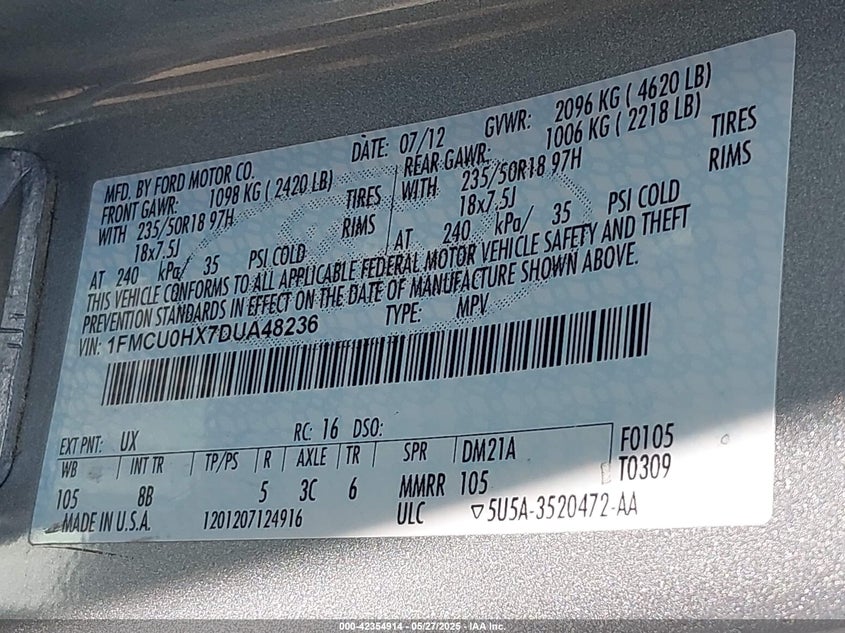 MFD. BY FORD MOTOR CO. DATE: 07/12 GVWR: 2096 KG ( 4620 LB)
FRONT GAWR: 1098 KG ( 2420 LB) REAR GAWR: 1006 KG ( 2218 LB)
WITH 235/50R18 97H TIRES WITH 235/50R18 97H TIRES
18x7.5J RIMS 18x7.5J RIMS
AT 240 kPa/ 35 PSI COLD AT 240 kPa/ 35 PSI COLD
THIS VEHICLE CONFORMS TO ALL APPLICABLE FEDERAL MOTOR VEHICLE SAFETY AND THEFT
PREVENTION STANDARDS IN EFFECT ON THE DATE OF MANUFACTURE SHOWN ABOVE.
VIN: 1FMCU0HX7DUA48236 TYPE: MPV
EXT PNT: UX RC: 16 DSO:
WB INT TR TP/PS R AXLE TR SPR DM21A F0105
105 8B 5 3C 6 MMRR 105 T0309
MADE IN U.S.A. 1201207124916 ULC 5U5A-3520472-AA
000-42354914 - 05/27/2025 - IAA Inc.